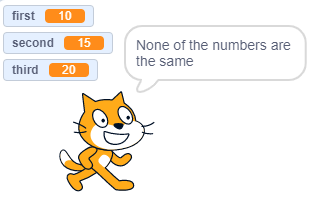 first 10
second 15
third 20
None of the numbers are
the same